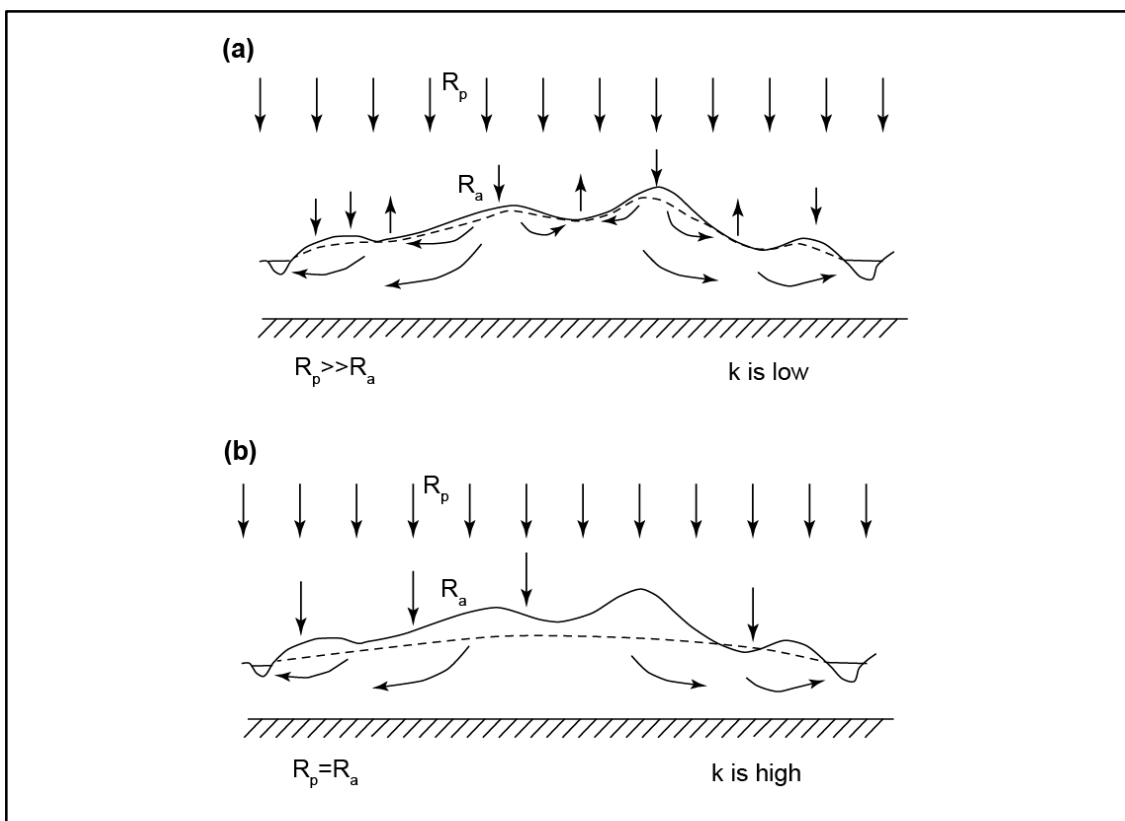 (a)
R_p
R_a
R_p>>R_a
k is low
(b)
R_p
R_a
R_p=R_a
k is high